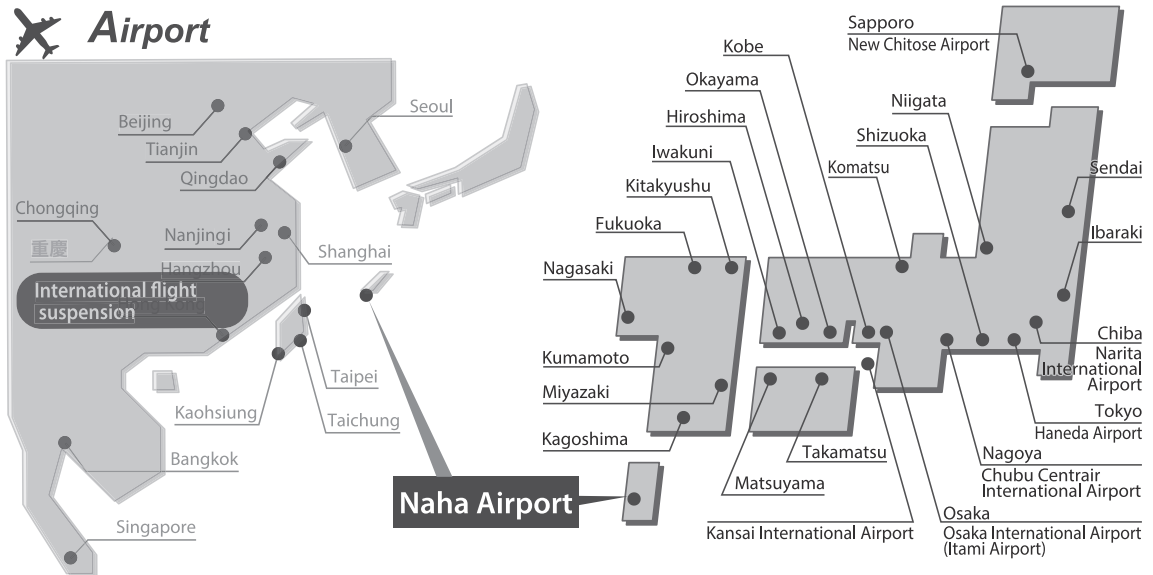 Airport
Beijing
Tianjin
Qingdao
Seoul
Chongqing
重慶
Nanjingi
Shanghai
Hangzhou
International flight
suspension
Hong Kong
Taipei
Kaohsiung
Taichung
Bangkok
Singapore
Naha Airport
Sapporo
New Chitose Airport
Kobe
Okayama
Hiroshima
Iwakuni
Kitakyushu
Fukuoka
Nagasaki
Kumamoto
Miyazaki
Kagoshima
Niigata
Shizuoka
Komatsu
Sendai
Ibaraki
Chiba
Narita
International
Airport
Tokyo
Haneda Airport
Nagoya
Chubu Centrair
International Airport
Takamatsu
Matsuyama
Kansai International Airport
Osaka
Osaka International Airport
(Itami Airport)